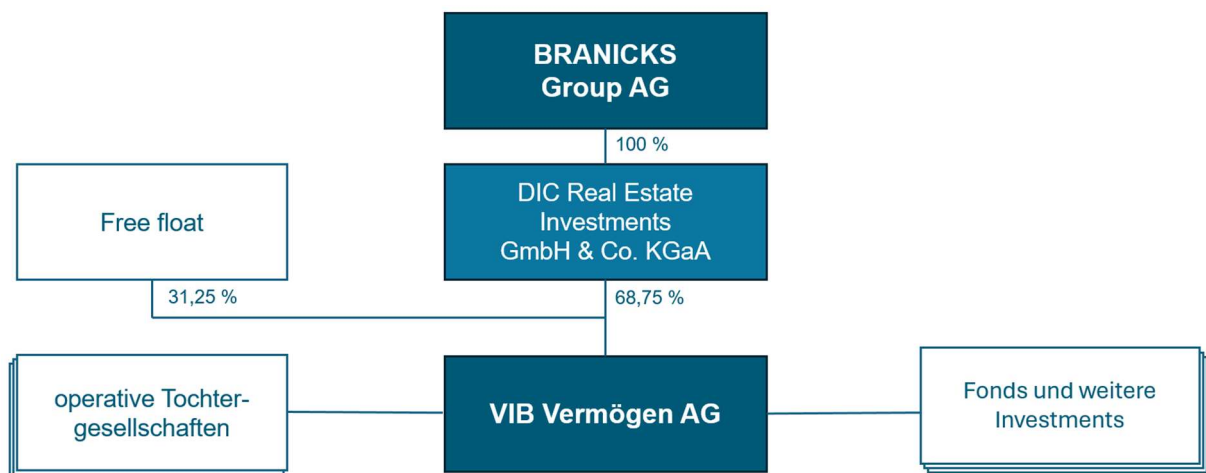 BRANICKS
Group AG
100 %
Free float
DIC Real Estate
Investments
GmbH & Co. KGaA
31,25 %
68,75 %
operative Tochter-
gesellschaften
VIB Vermögen AG
Fonds und weitere
Investments